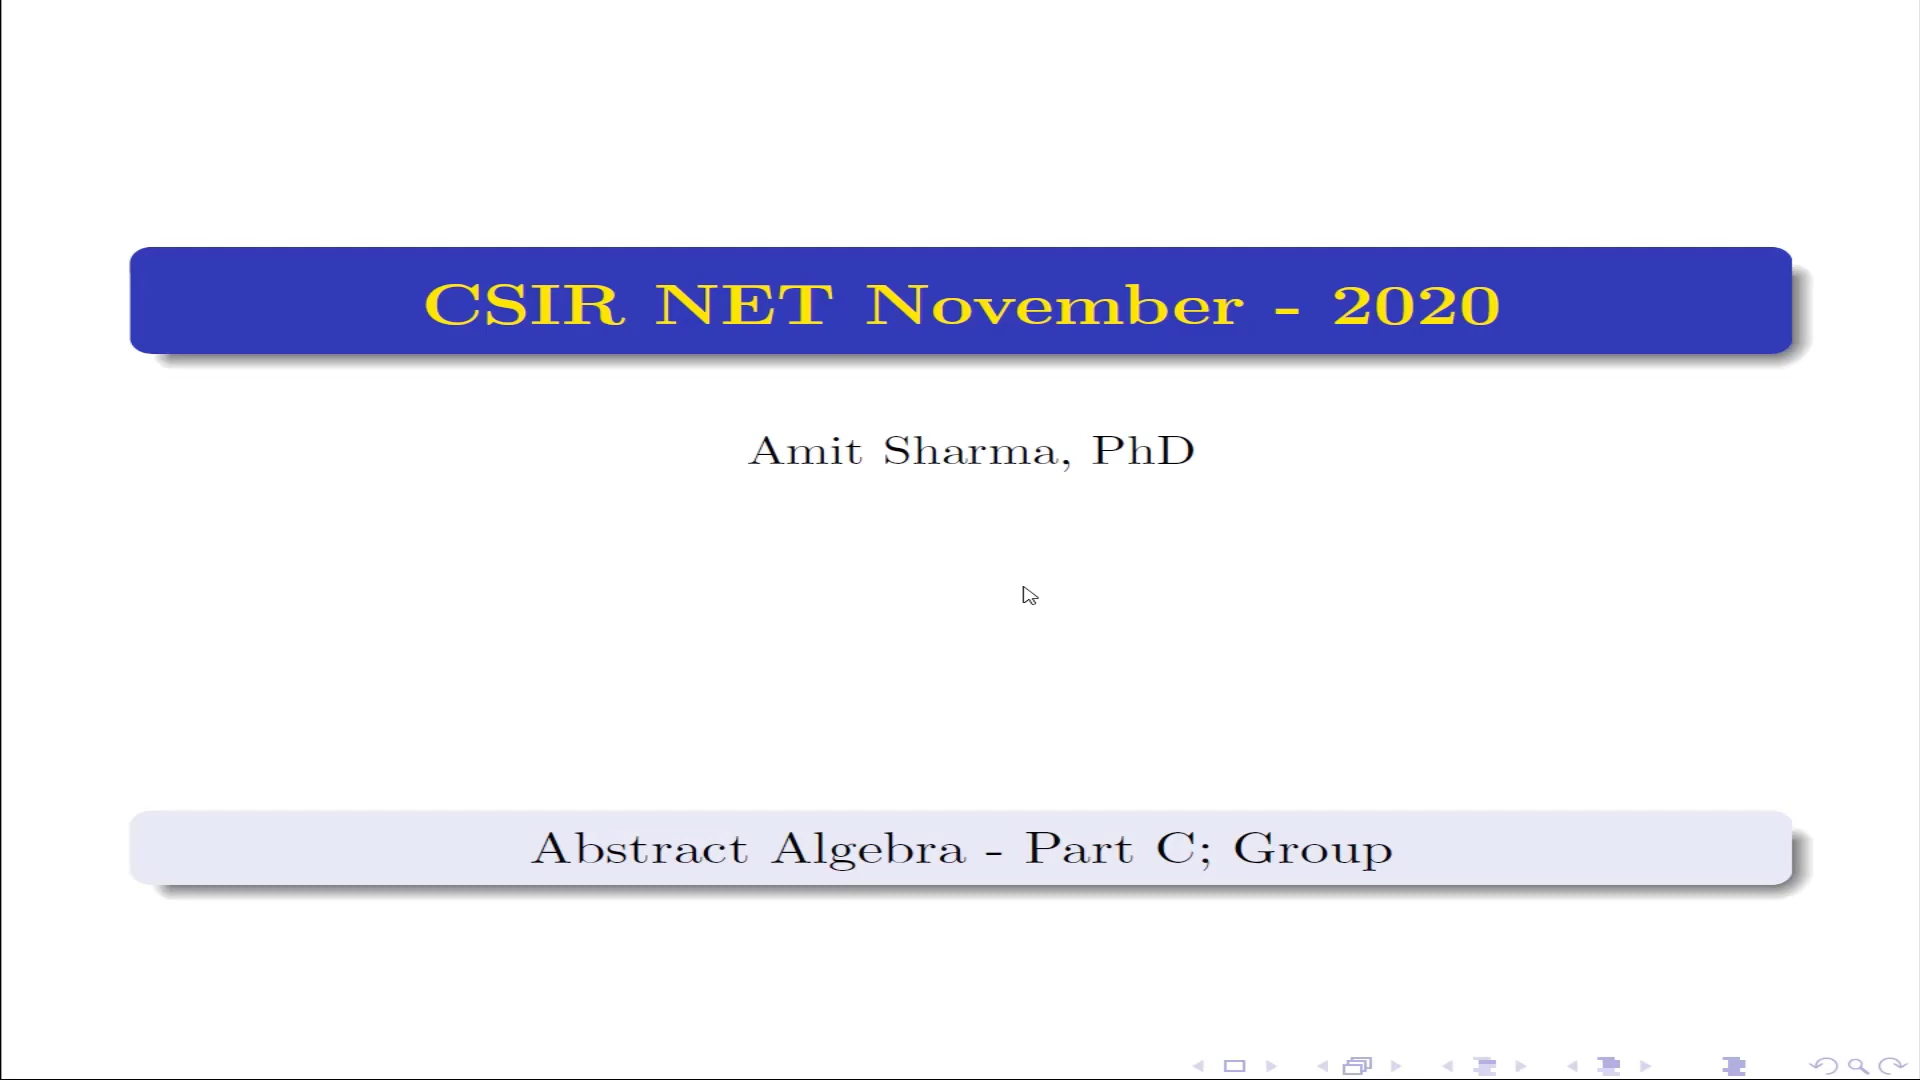 CSIR NET November - 2020
Amit Sharma, PhD
Abstract Algebra - Part C; Group